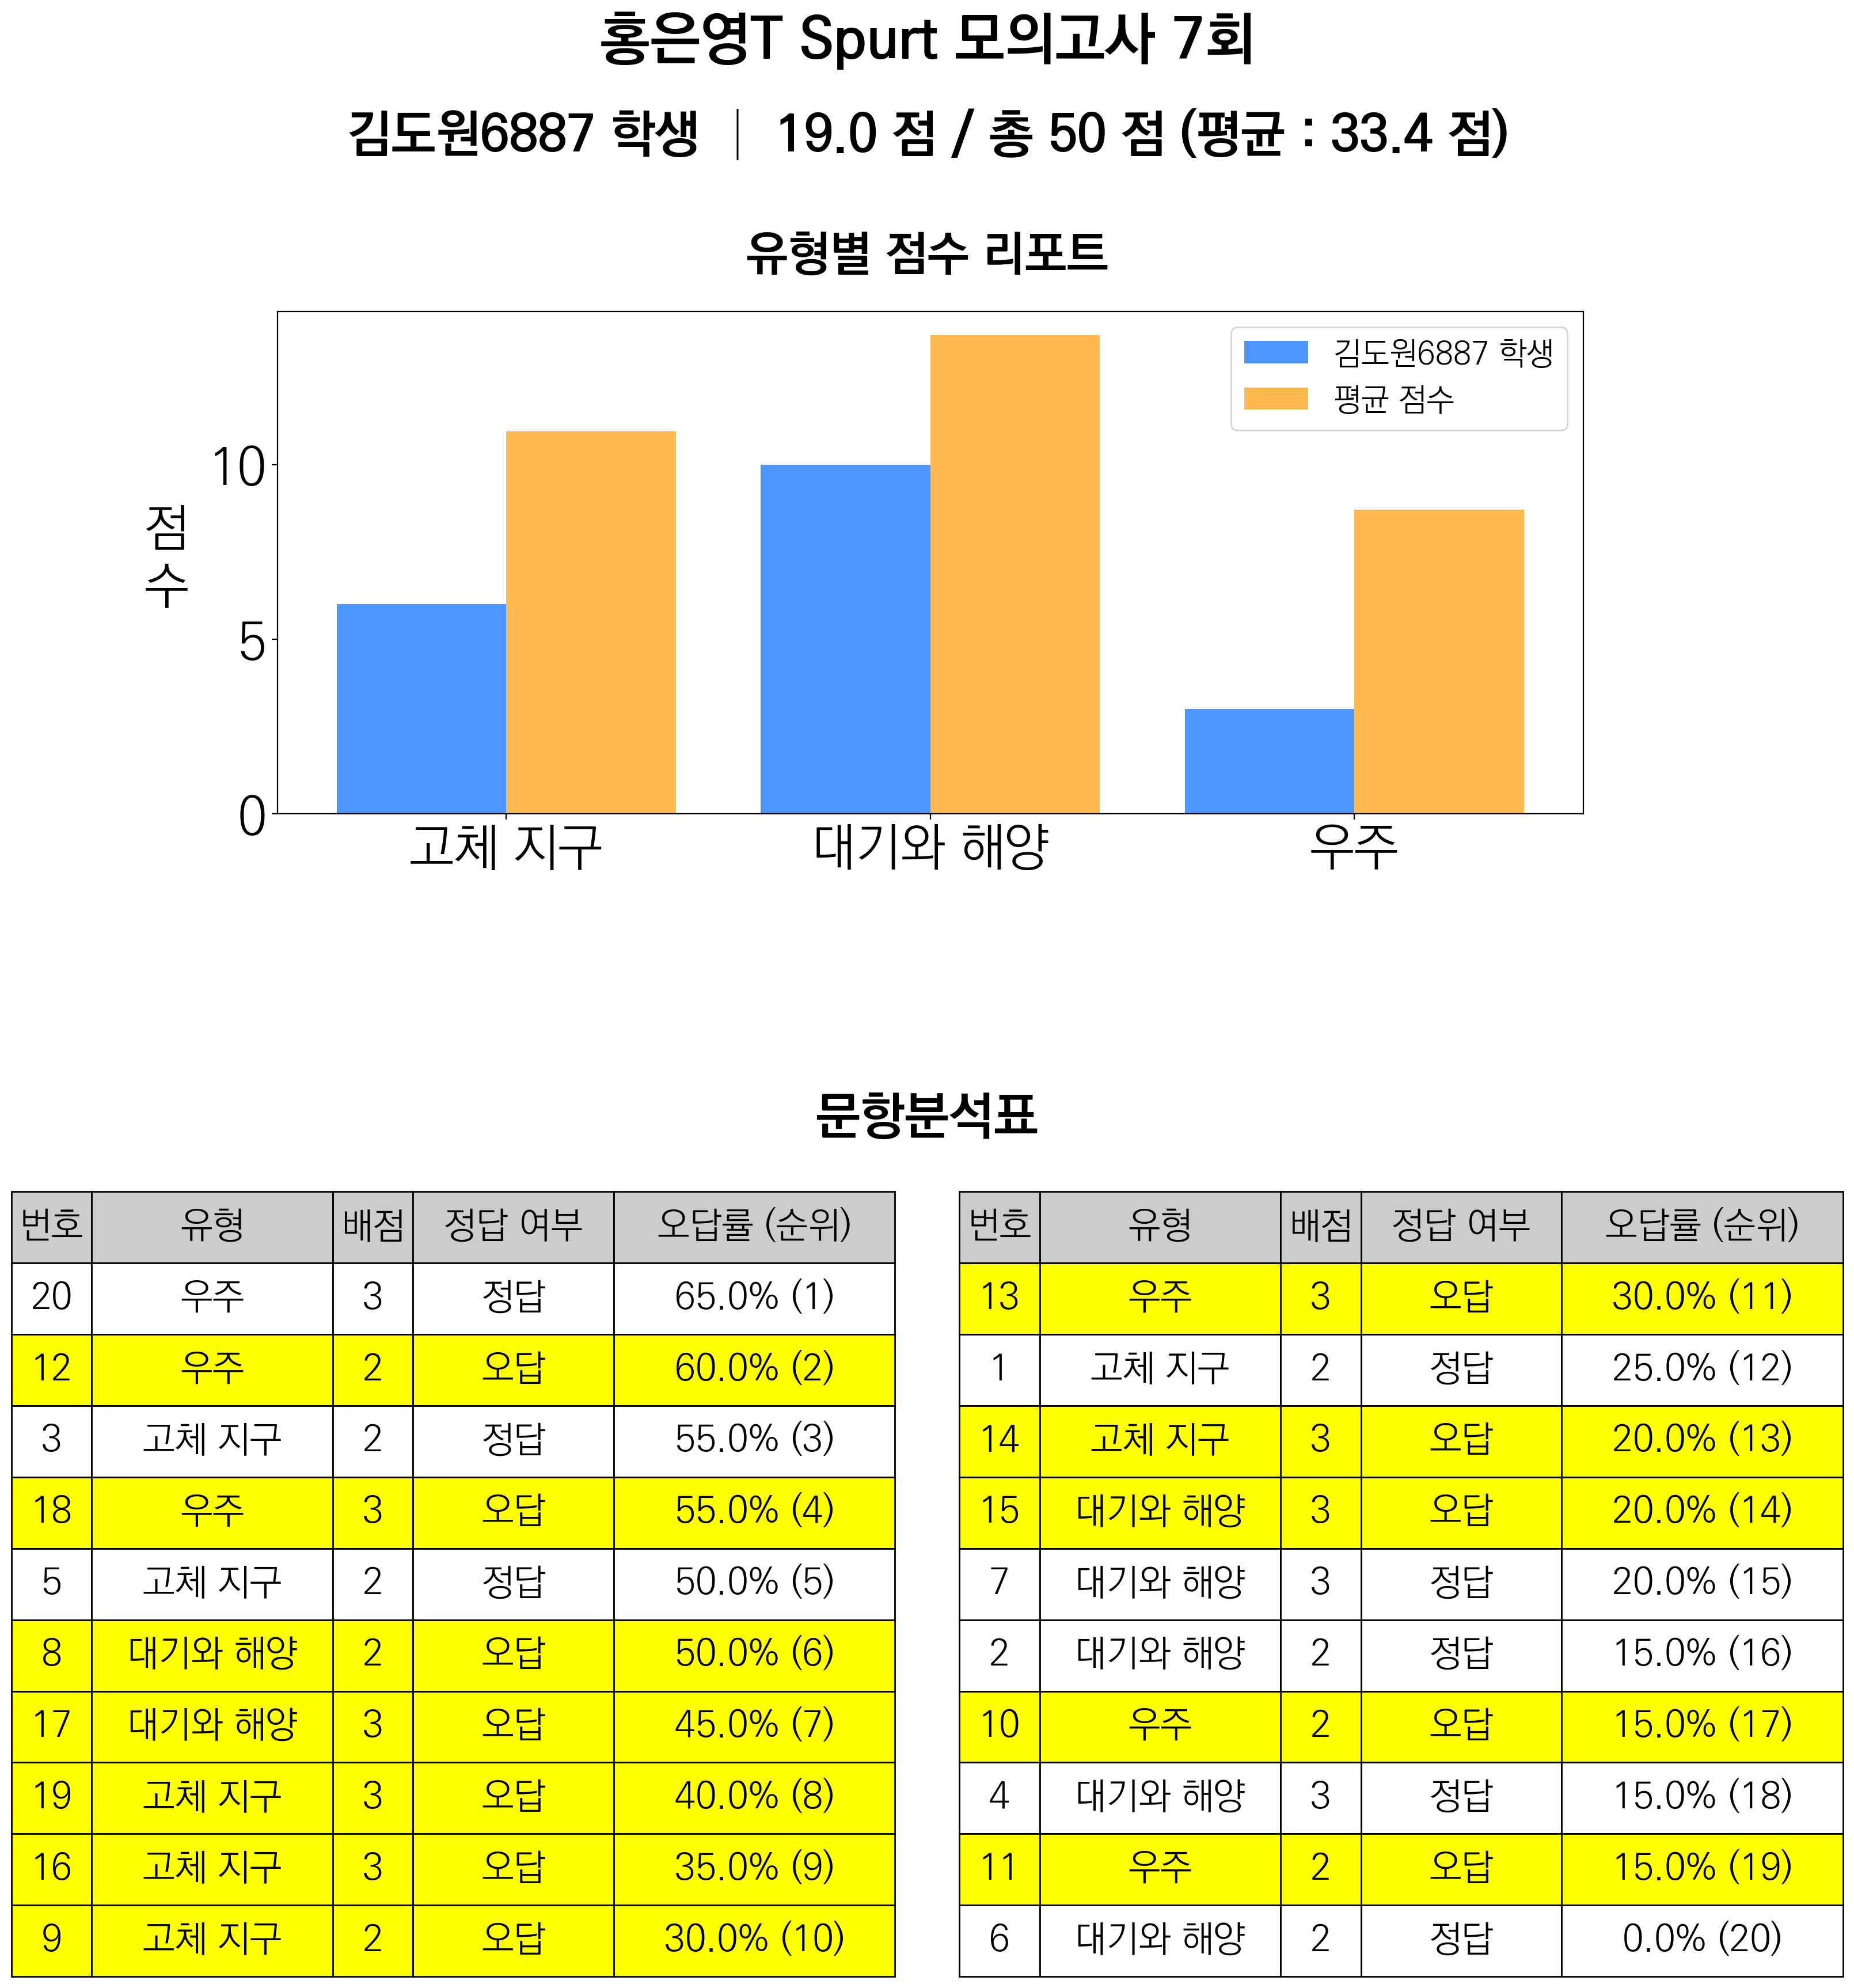 홍은영T Spurt 모의고사 7회
김도원6887 학생 │ 19.0 점 / 총 50 점 (평균 : 33.4 점)
유형별 점수 리포트
김도원6887 학생
평균 점수
점
수
10
5
0
고체 지구 대기와 해양 우주
문항분석표
번호 유형 배점 정답 여부 오답률 (순위)
20 우주 3 정답 65.0% (1)
12 우주 2 오답 60.0% (2)
3 고체 지구 2 정답 55.0% (3)
18 우주 3 오답 55.0% (4)
5 고체 지구 2 정답 50.0% (5)
8 대기와 해양 2 오답 50.0% (6)
17 대기와 해양 3 오답 45.0% (7)
19 고체 지구 3 오답 40.0% (8)
16 고체 지구 3 오답 35.0% (9)
9 고체 지구 2 오답 30.0% (10)
번호 유형 배점 정답 여부 오답률 (순위)
13 우주 3 오답 30.0% (11)
1 고체 지구 2 정답 25.0% (12)
14 고체 지구 3 오답 20.0% (13)
15 대기와 해양 3 오답 20.0% (14)
7 대기와 해양 3 정답 20.0% (15)
2 대기와 해양 2 정답 15.0% (16)
10 우주 2 오답 15.0% (17)
4 대기와 해양 3 정답 15.0% (18)
11 우주 2 오답 15.0% (19)
6 대기와 해양 2 정답 0.0% (20)